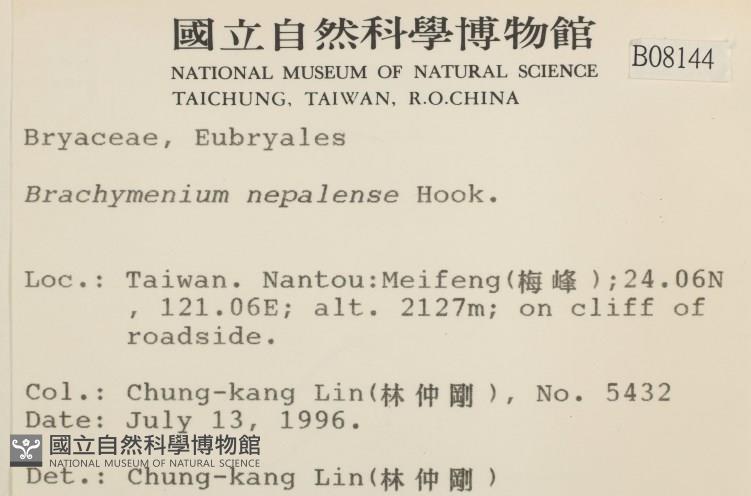 國立自然科學博物館
NATIONAL MUSEUM OF NATURAL SCIENCE
TAICHUNG, TAIWAN, R.O.CHINA
B08144
Bryaceae, Eubryales
Brachymenium nepalense Hook.
Loc.: Taiwan. Nantou:Meifeng(梅峰);24.06N
, 121.06E; alt. 2127m; on cliff of
roadside.
Col.: Chung-kang Lin(林仲剛), No. 5432
Date: July 13, 1996.
國立自然科學博物館
NATIONAL MUSEUM OF NATURAL SCIENCE
Det.: Chung-kang Lin(林仲剛)